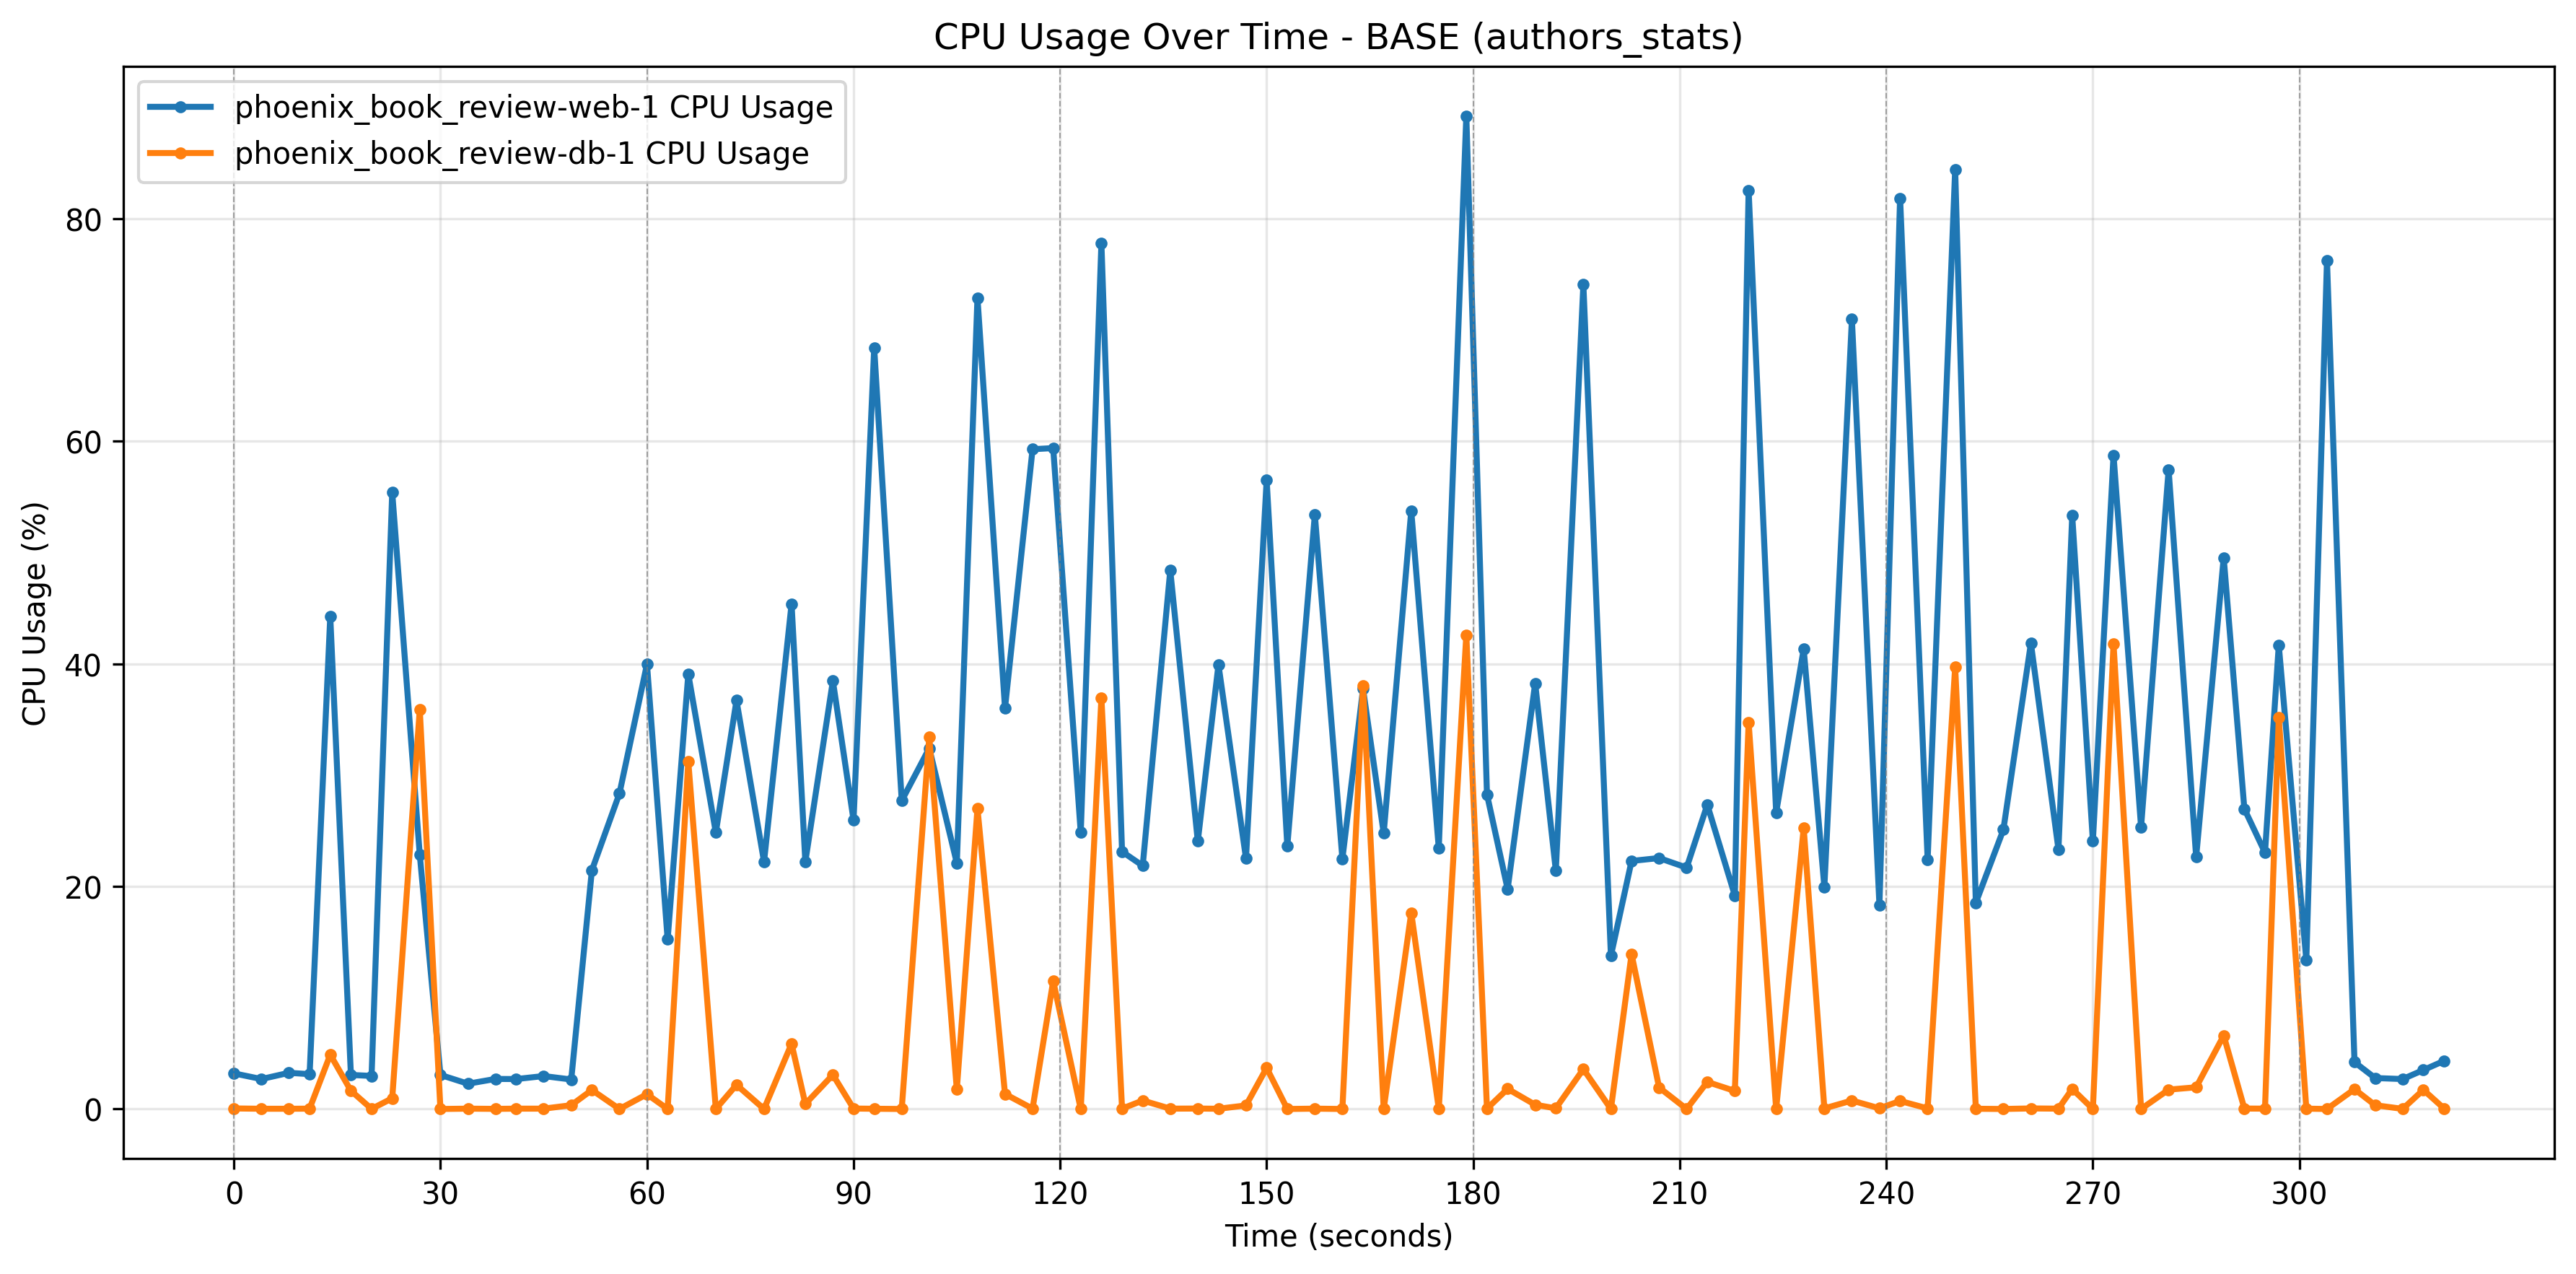 CPU Usage Over Time - BASE (authors_stats)
phoenix_book_review-web-1 CPU Usage
phoenix_book_review-db-1 CPU Usage
CPU Usage (%)
80
60
40
20
0
0 30 60 90 120 150 180 210 240 270 300
Time (seconds)